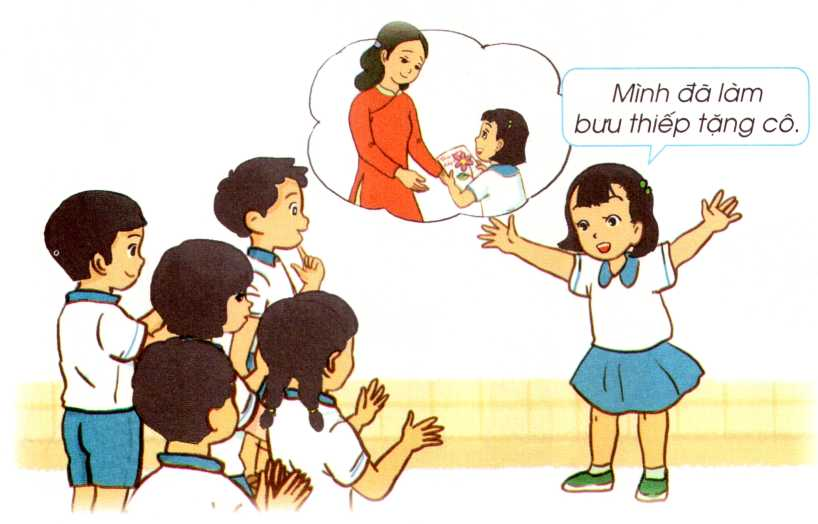 Mình đã làm
bưu thiếp tặng cô.